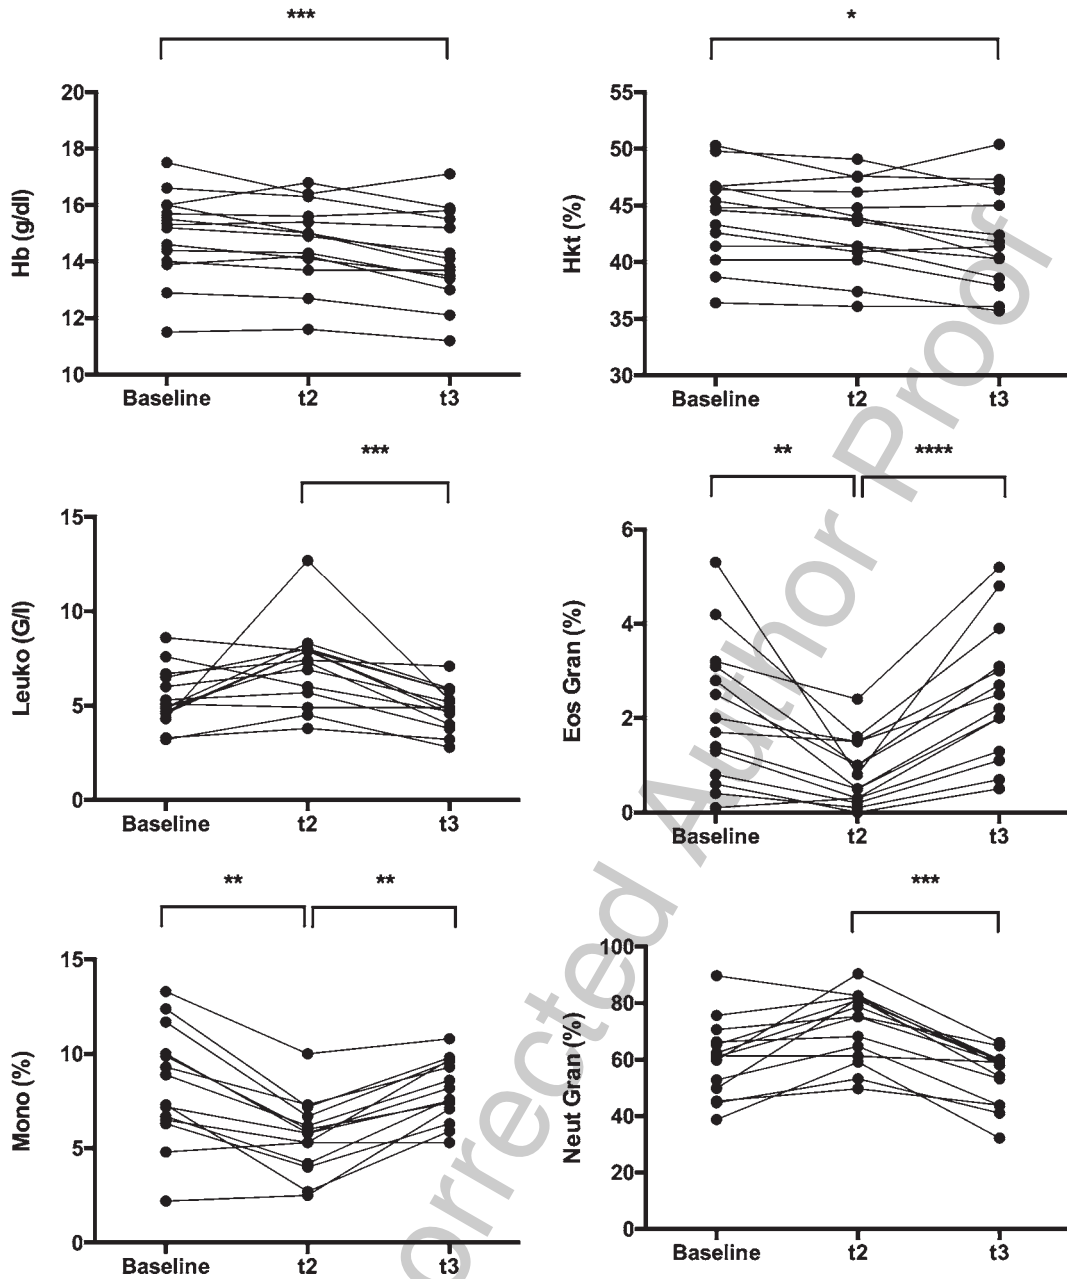 ***
20
18
16
14
12
10
Hb (g/dl)
Baseline t2 t3
*
55
50
45
40
35
30
Hkt (%)
Baseline t2 t3
***
15
10
5
0
Leuko (G/l)
Baseline t2 t3
** ****
6
4
2
0
Eos Gran (%)
Baseline t2 t3
** **
15
10
5
0
Mono (%)
Baseline t2 t3
***
100
80
60
40
20
0
Neut Gran (%)
Baseline t2 t3
orrected Author Proof